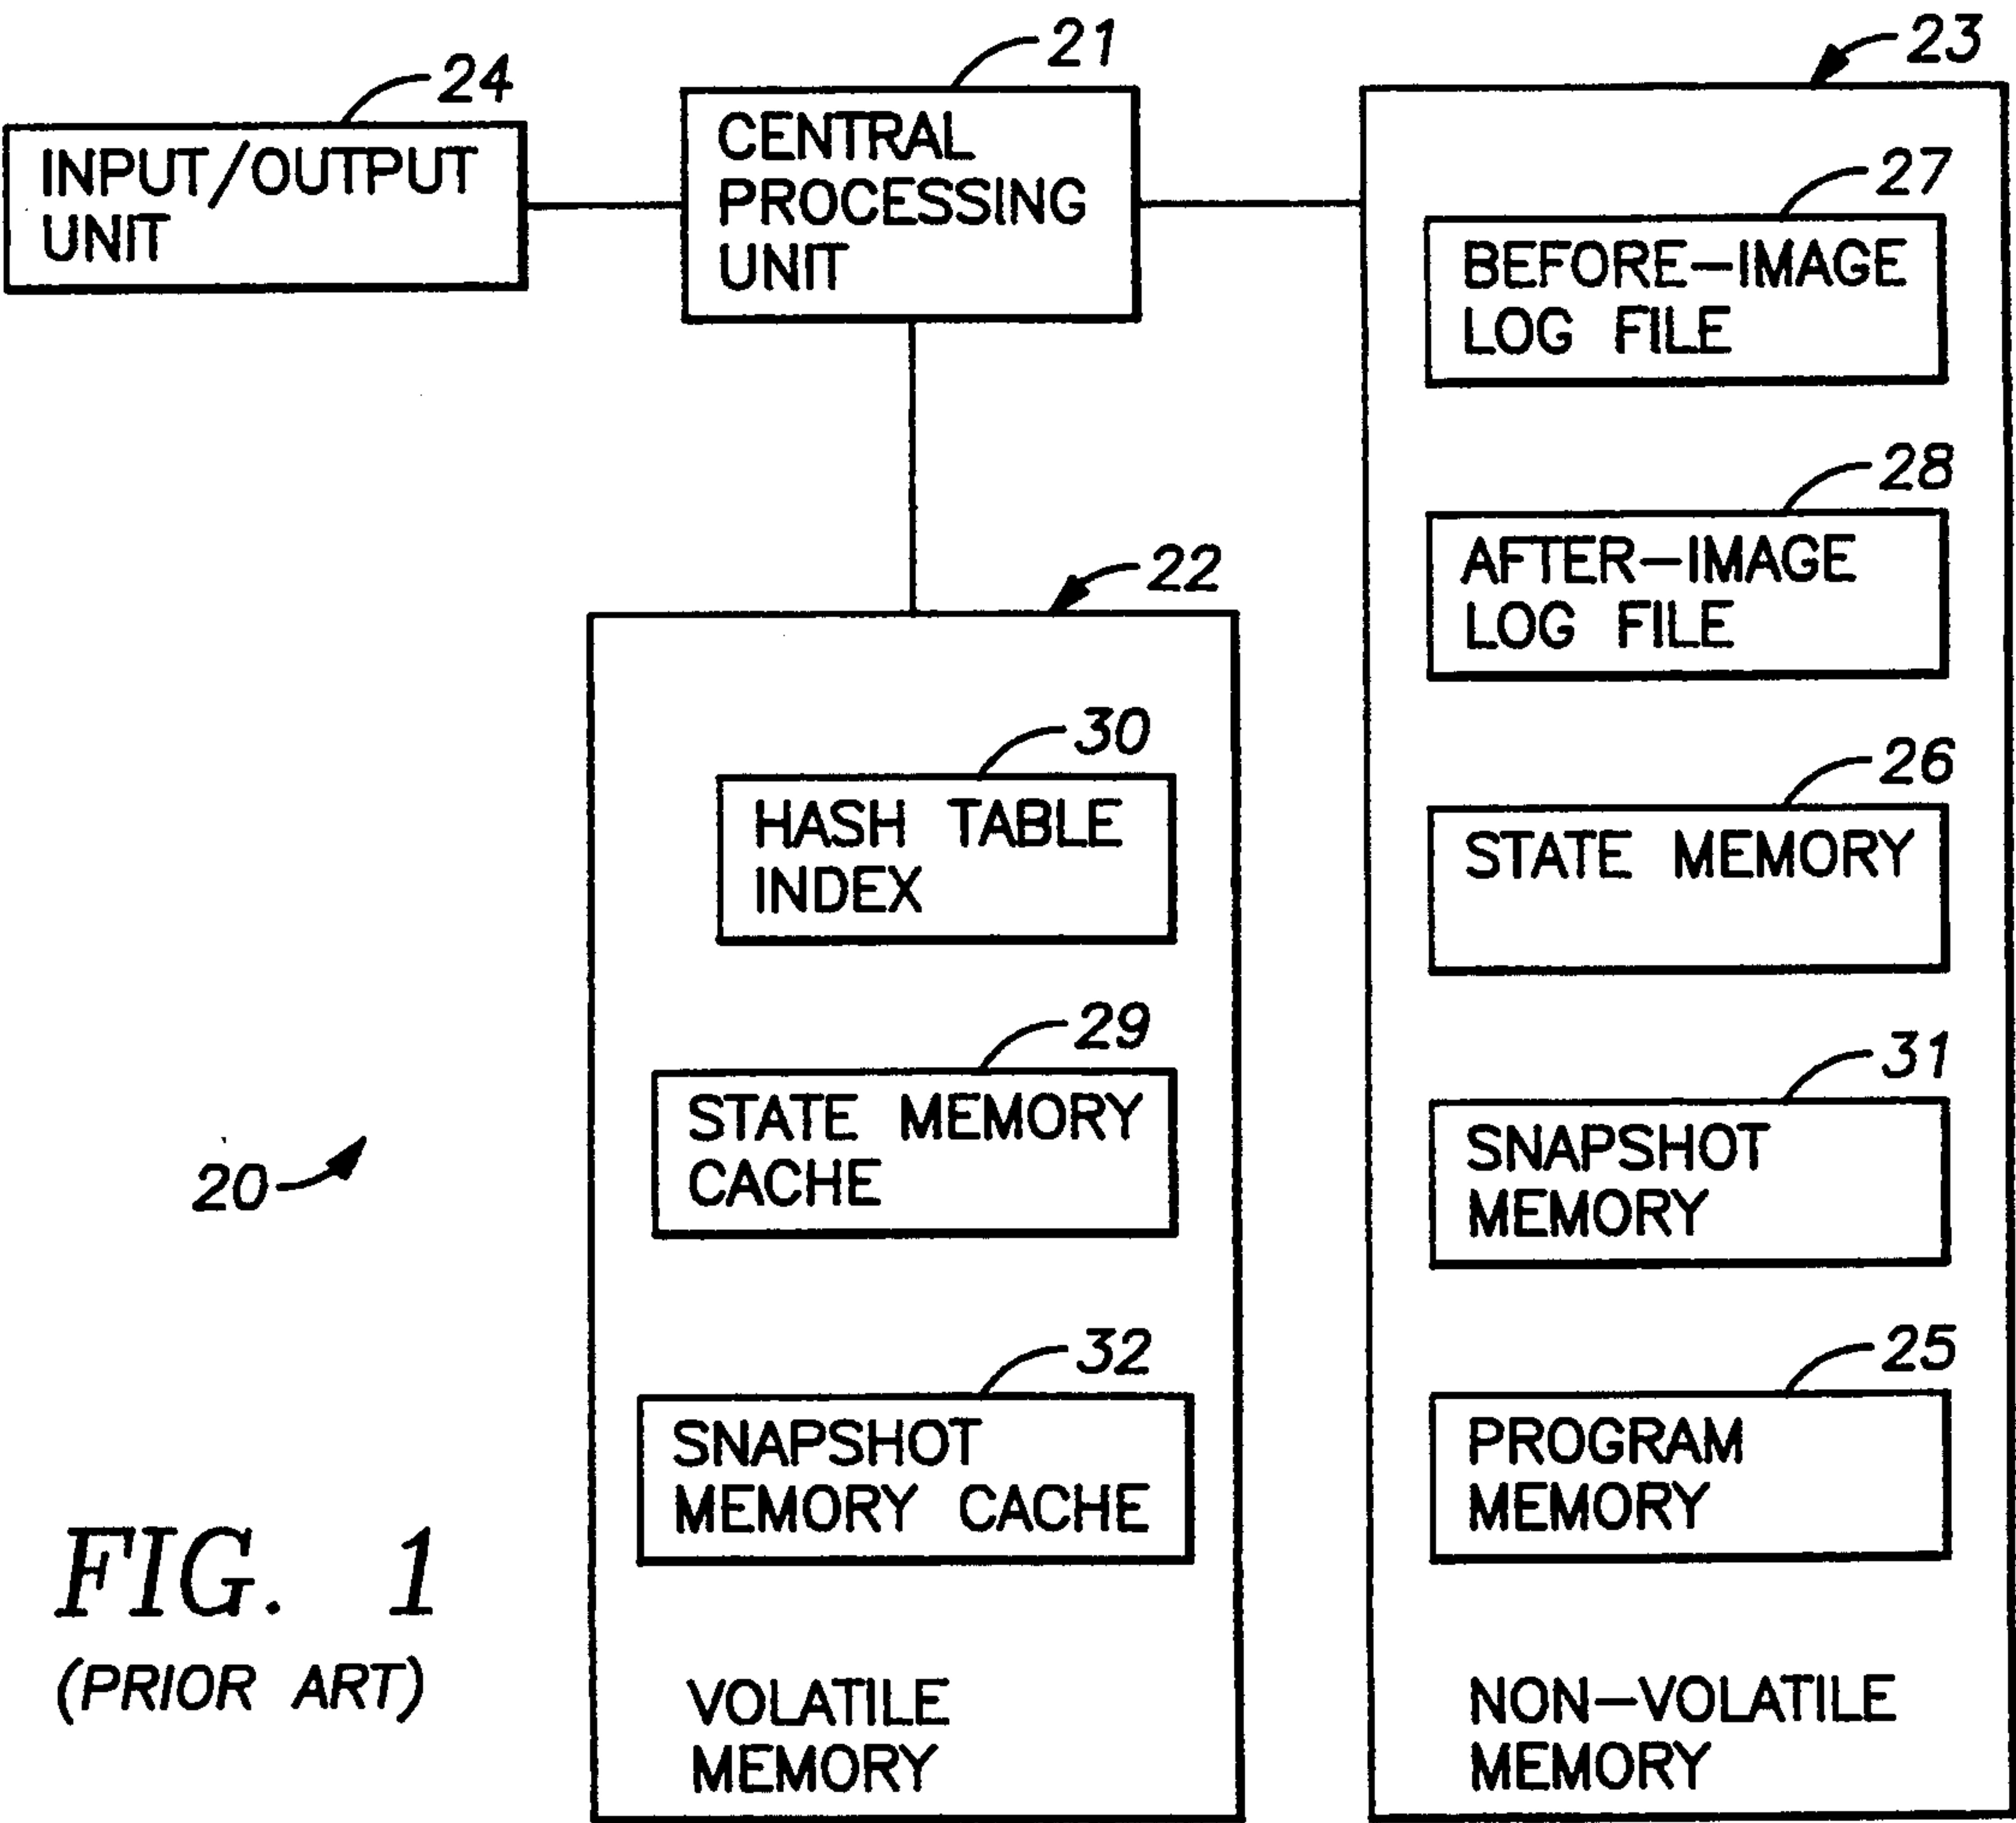 24
INPUT/OUTPUT
UNIT
21
CENTRAL
PROCESSING
UNIT
23
27
BEFORE-IMAGE
LOG FILE
28
AFTER-IMAGE
LOG FILE
26
STATE MEMORY
31
SNAPSHOT
MEMORY
25
PROGRAM
MEMORY
NON-VOLATILE
MEMORY
22
30
HASH TABLE
INDEX
29
STATE MEMORY
CACHE
32
SNAPSHOT
MEMORY CACHE
VOLATILE
MEMORY
20
FIG. 1
(PRIOR ART)